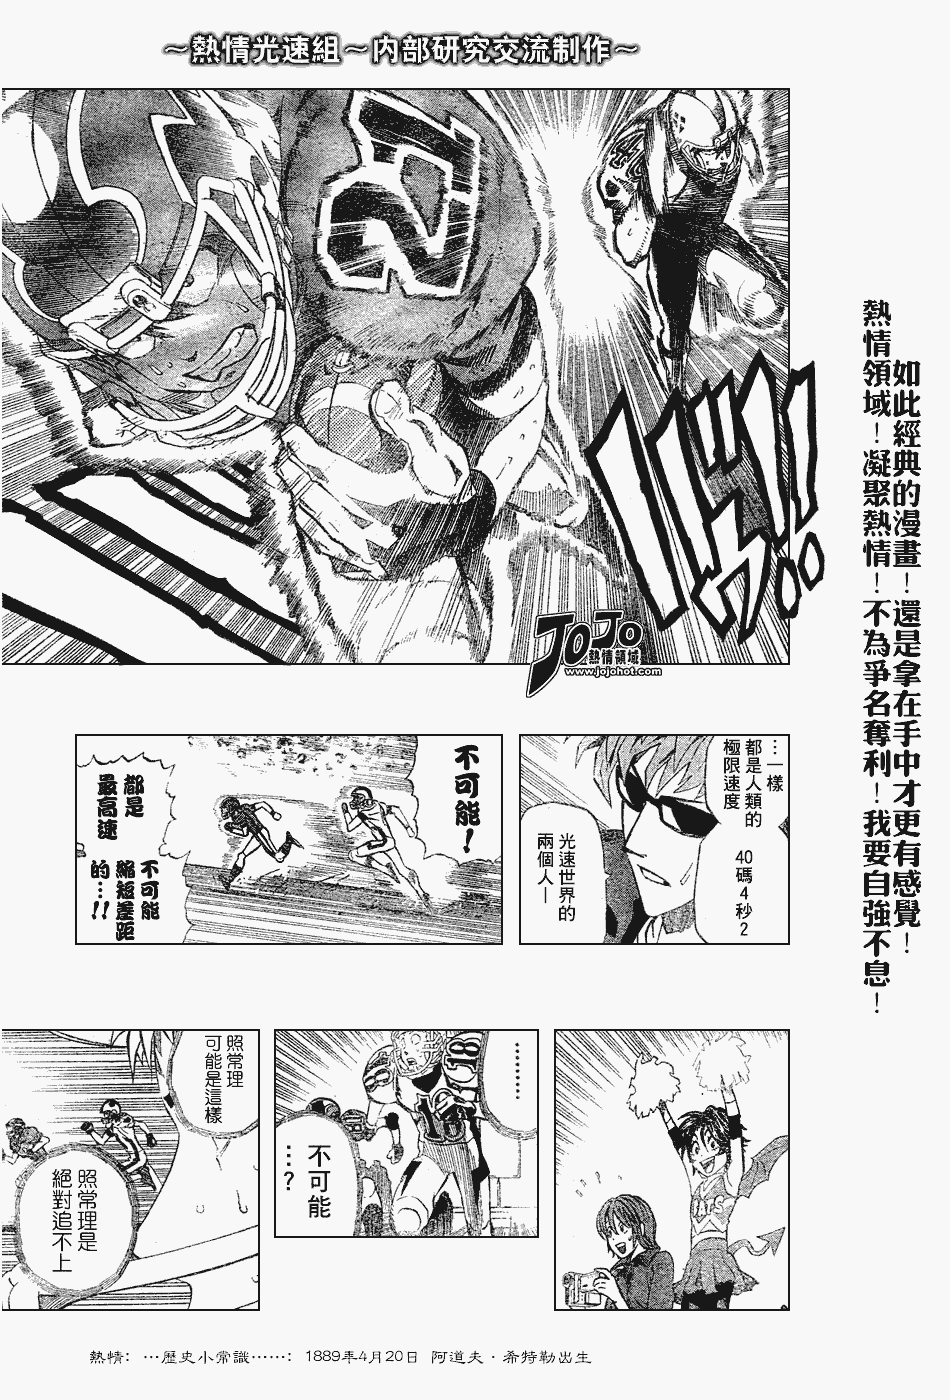 ～熱情光速組～内部研究交流制作～
21
バッ!!
如此經典的漫畫！還是拿在手中才更有感覺！
熱情領域！凝聚熱情！不為爭名奪利！我要自強不息！
JOJO
熱情領域
www.jojohot.com
…一樣
都是人類的
極限速度
40
碼
4
秒
2
光速世界的
兩個人—
不可能！
都是
最高速
不可能
縮短差距
的…!!
………
18
16
不可能
…?
照常理
可能是這樣
照常理是
絕對追不上
熱情：…歷史小常識……：1889年4月20日 阿道夫·希特勒出生